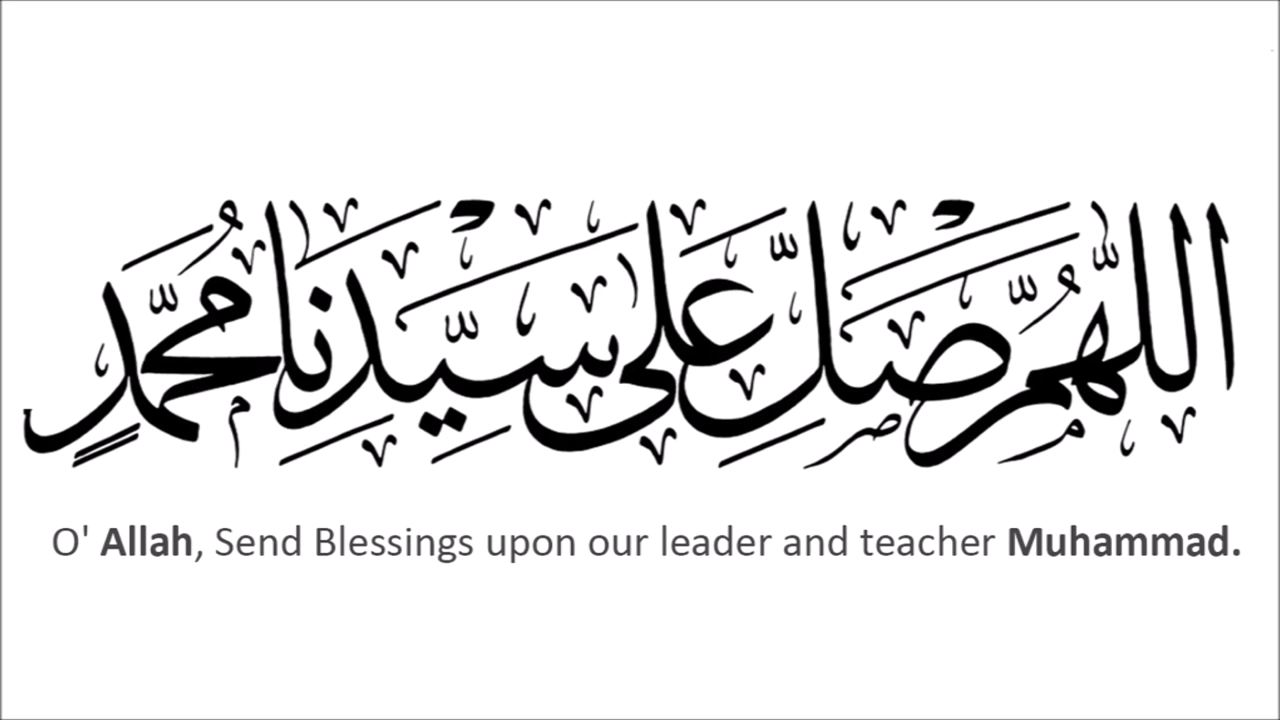 اللَّهُمَّ صَلِّ عَلَى سَيِّدِنَا مُحَمَّدٍ
O' Allah, Send Blessings upon our leader and teacher Muhammad.